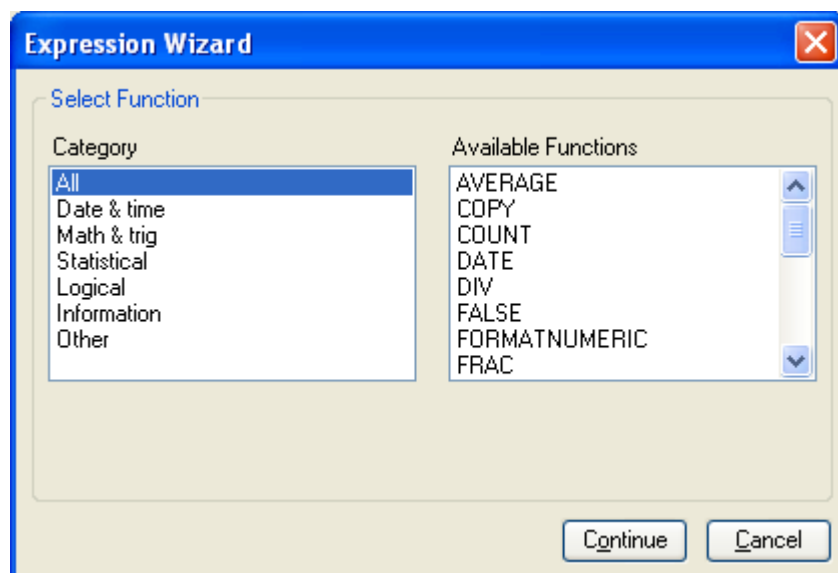 Expression Wizard
Select Function
Category
Available Functions
All
Date & time
Math & trig
Statistical
Logical
Information
Other
AVERAGE
COPY
COUNT
DATE
DIV
FALSE
FORMATNUMERIC
FRAC
Continue
Cancel